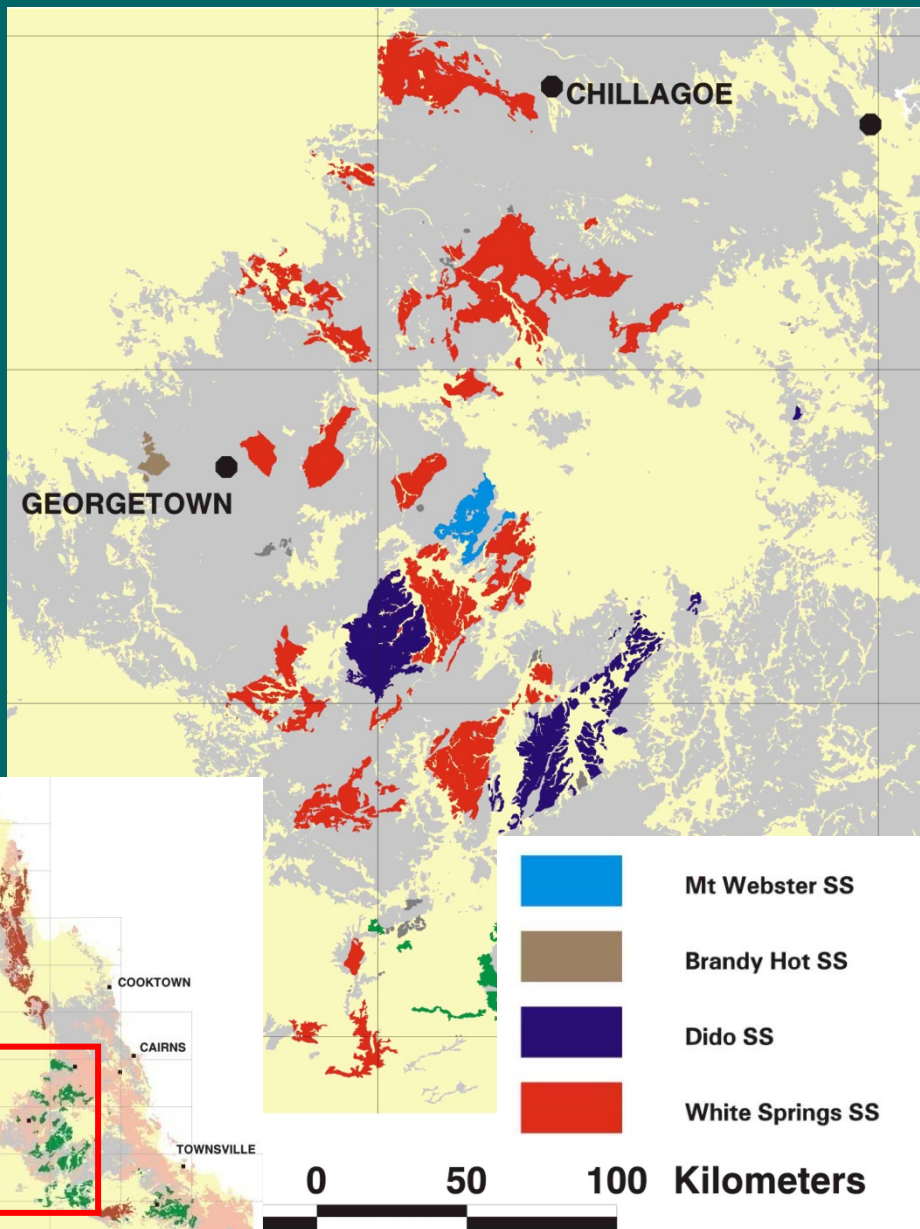 CHILLAGOE
GEORGETOWN
Mt Webster SS
Brandy Hot SS
Dido SS
White Springs SS
COOKTOWN
CAIRNS
TOWNSVILLE
0 50 100 Kilometers